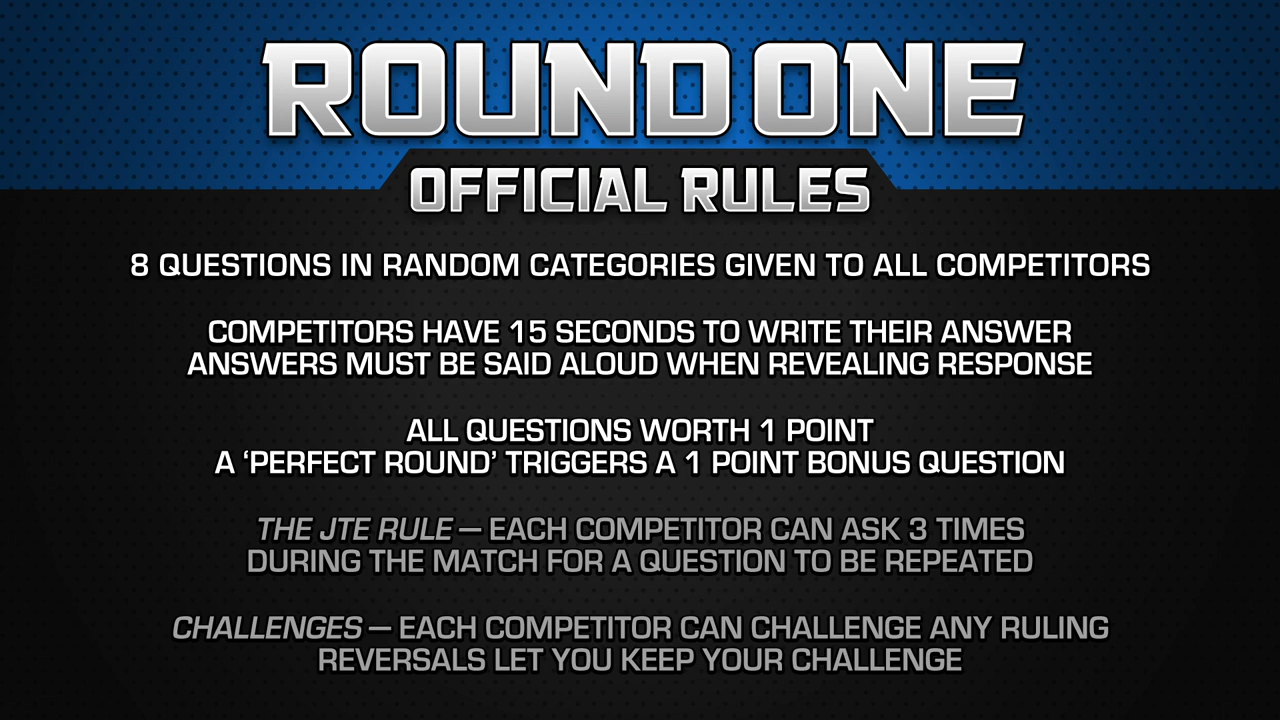 ROUND ONE
OFFICIAL RULES
8 QUESTIONS IN RANDOM CATEGORIES GIVEN TO ALL COMPETITORS
COMPETITORS HAVE 15 SECONDS TO WRITE THEIR ANSWER
ANSWERS MUST BE SAID ALOUD WHEN REVEALING RESPONSE
ALL QUESTIONS WORTH 1 POINT
A ‘PERFECT ROUND’ TRIGGERS A 1 POINT BONUS QUESTION
THE JTE RULE – EACH COMPETITOR CAN ASK 3 TIMES
DURING THE MATCH FOR A QUESTION TO BE REPEATED
CHALLENGES – EACH COMPETITOR CAN CHALLENGE ANY RULING
REVERSALS LET YOU KEEP YOUR CHALLENGE